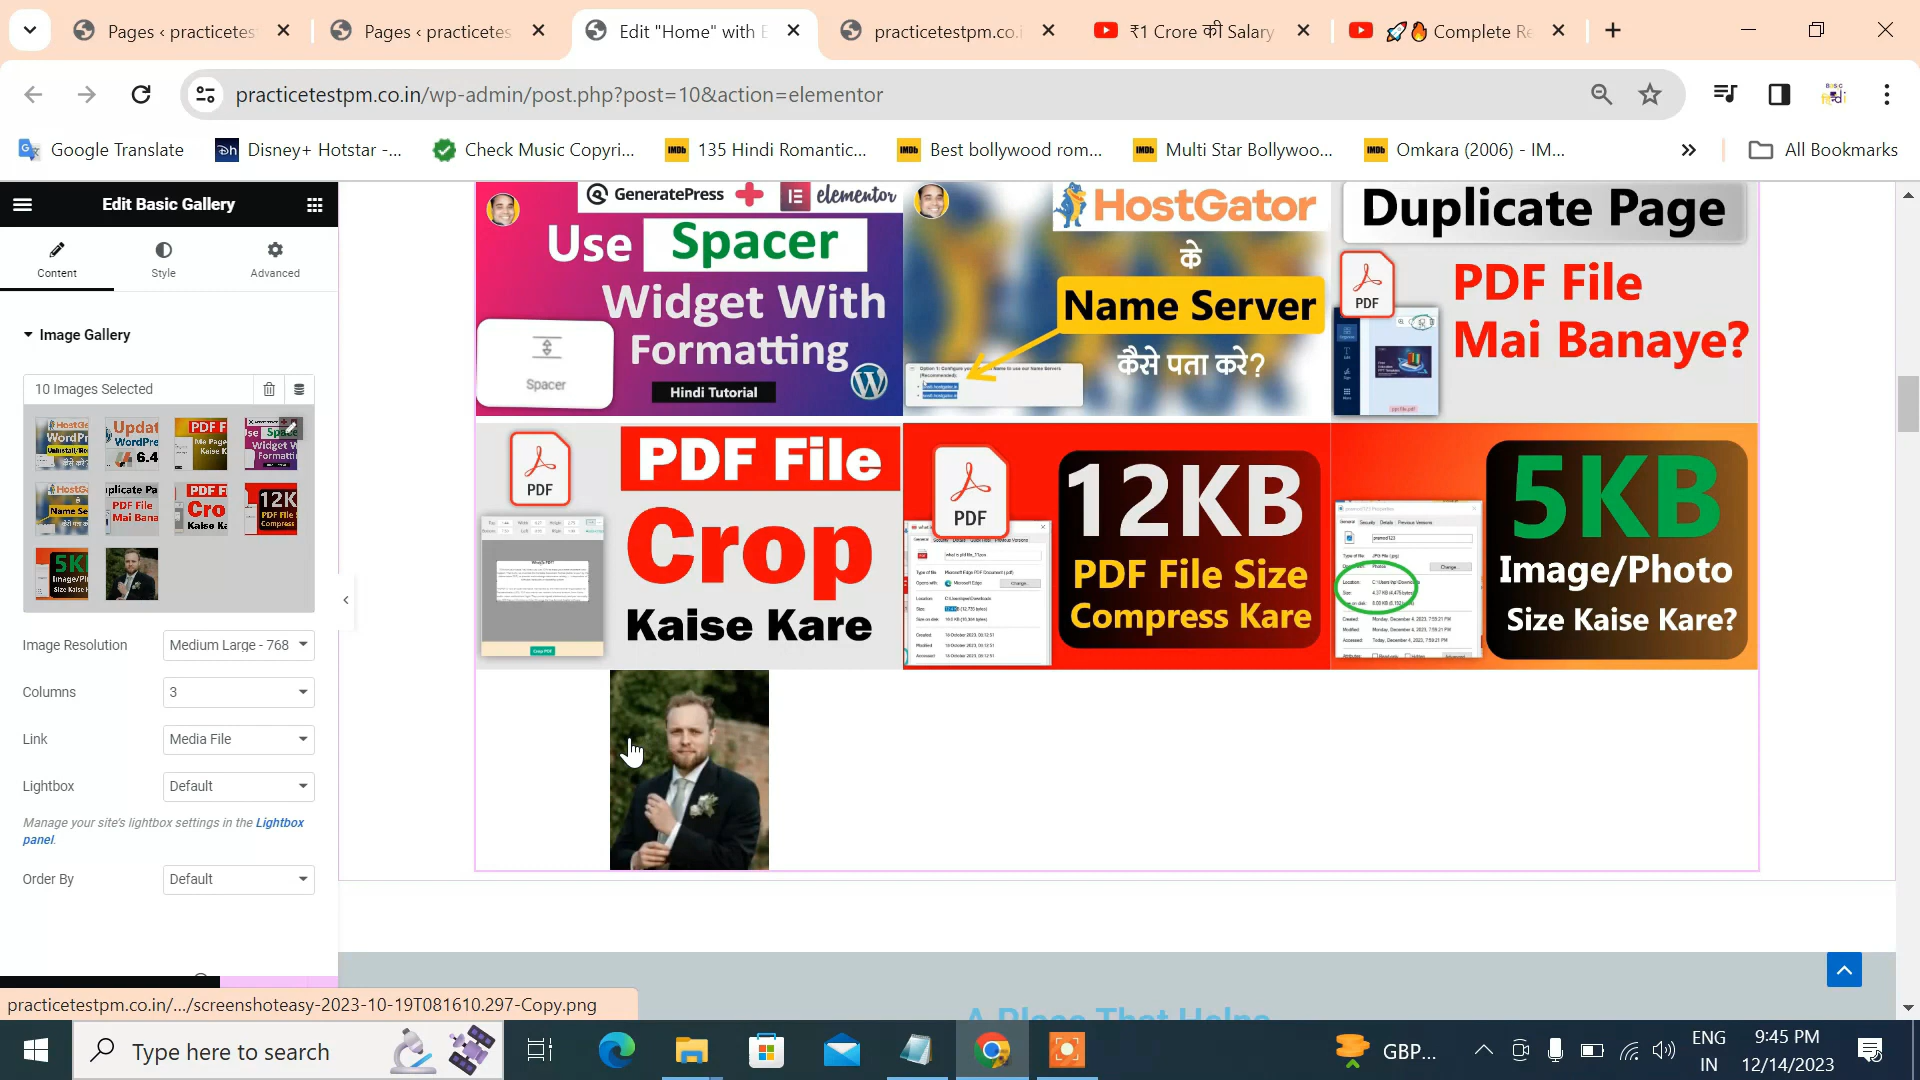 Pages ‹ practicetes
Pages ‹ practicetes
Edit "Home" with E
practicetestpm.co.i
₹1 Crore की Salary
🚀🔥 Complete Re
practicetestpm.co.in/wp-admin/post.php?post=10&action=elementor
Google Translate
Disney+ Hotstar -...
Check Music Copyri...
135 Hindi Romantic...
Best bollywood rom...
Multi Star Bollywoo...
Omkara (2006) - IM...
»
All Bookmarks
Edit Basic Gallery
Content
Style
Advanced
Image Gallery
10 Images Selected
Image Resolution
Medium Large - 768
Columns
3
Link
Media File
Lightbox
Default
Manage your site's lightbox settings in the Lightbox
panel.
Order By
Default
GeneratePress
elementor
Use Spacer
Widget With
Formatting
Spacer
Hindi Tutorial
HostGator
के
Name Server
कैसे पता करे?
Duplicate Page
PDF
PDF File
Mai Banaye?
PDF
PDF File
Crop
Kaise Kare
PDF
12KB
PDF File Size
Compress Kare
5KB
Image/Photo
Size Kaise Kare?
A Place That Helps
practicetestpm.co.in/.../screenshoteasy-2023-10-19T081610.297-Copy.png
Type here to search
GBP...
ENG
IN
9:45 PM
12/14/2023